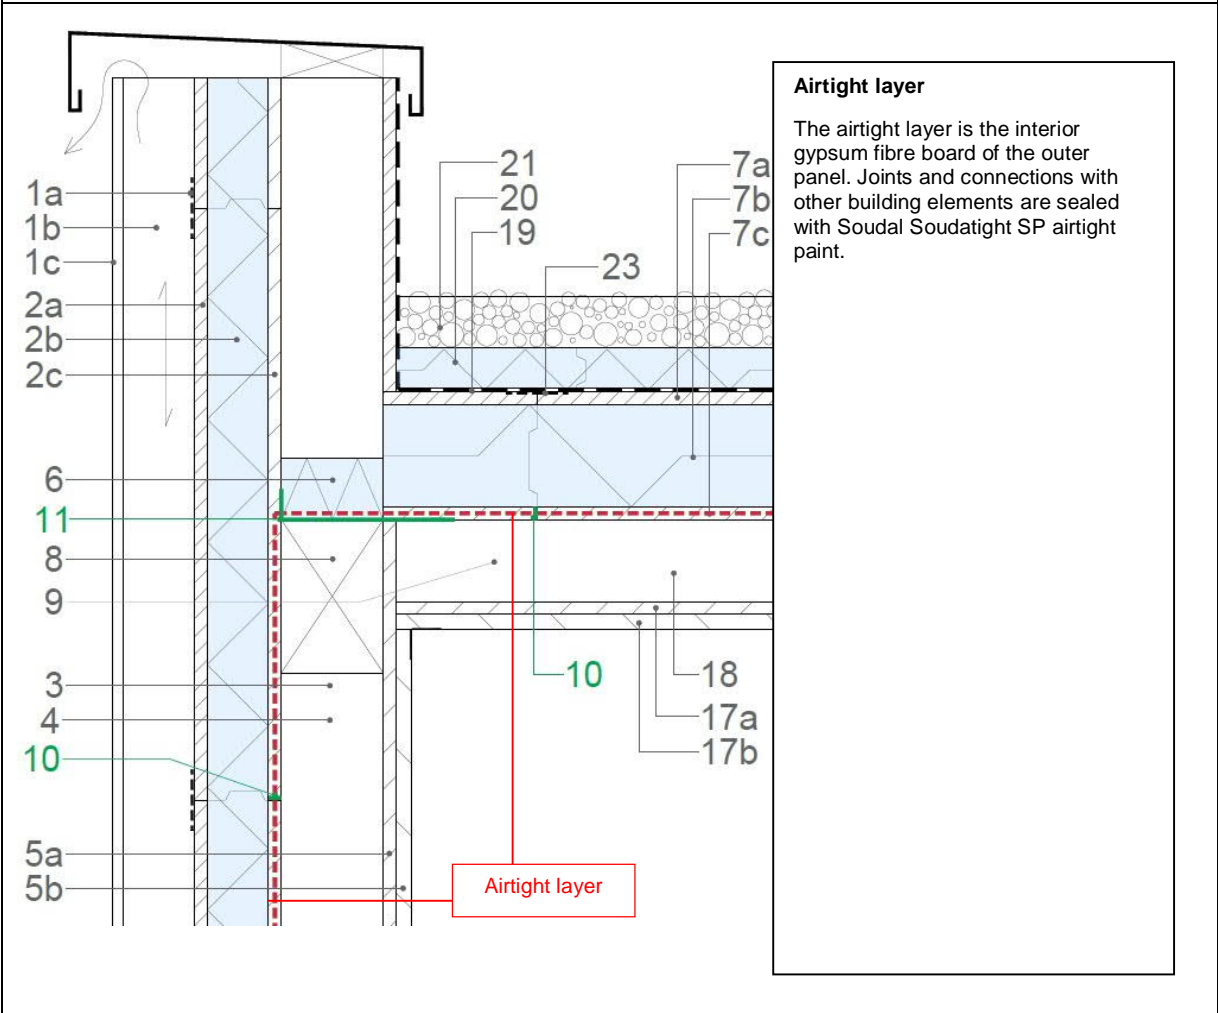 Airtight layer
The airtight layer is the interior
gypsum fibre board of the outer
panel. Joints and connections with
other building elements are sealed
with Soudal Soudatight SP airtight
paint.
1a
1b
1c
2a
2b
2c
6
11
8
9
3
4
10
5a
5b
21
20
19
23
7a
7b
7c
10
18
17a
17b
Airtight layer